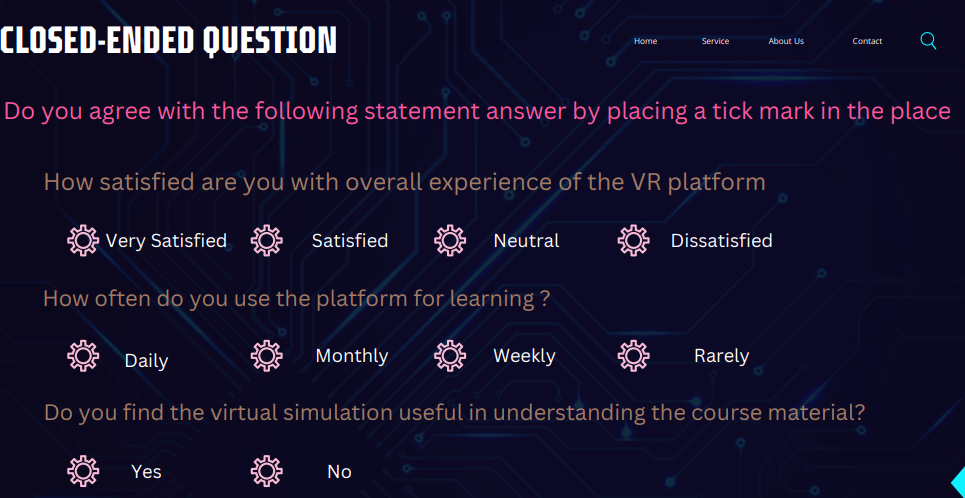 CLOSED-ENDED QUESTION
Home Service About Us Contact
Do you agree with the following statement answer by placing a tick mark in the place
How satisfied are you with overall experience of the VR platform
Very Satisfied Satisfied Neutral Dissatisfied
How often do you use the platform for learning ?
Daily Monthly Weekly Rarely
Do you find the virtual simulation useful in understanding the course material?
Yes No